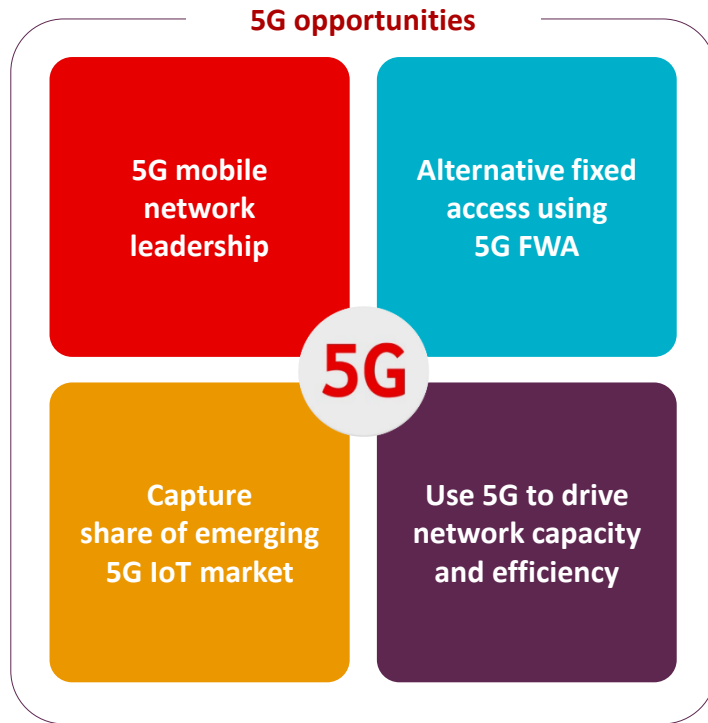 5G opportunities
5G mobile
network
leadership
Alternative fixed
access using
5G FWA
5G
Capture
share of emerging
5G IoT market
Use 5G to drive
network capacity
and efficiency